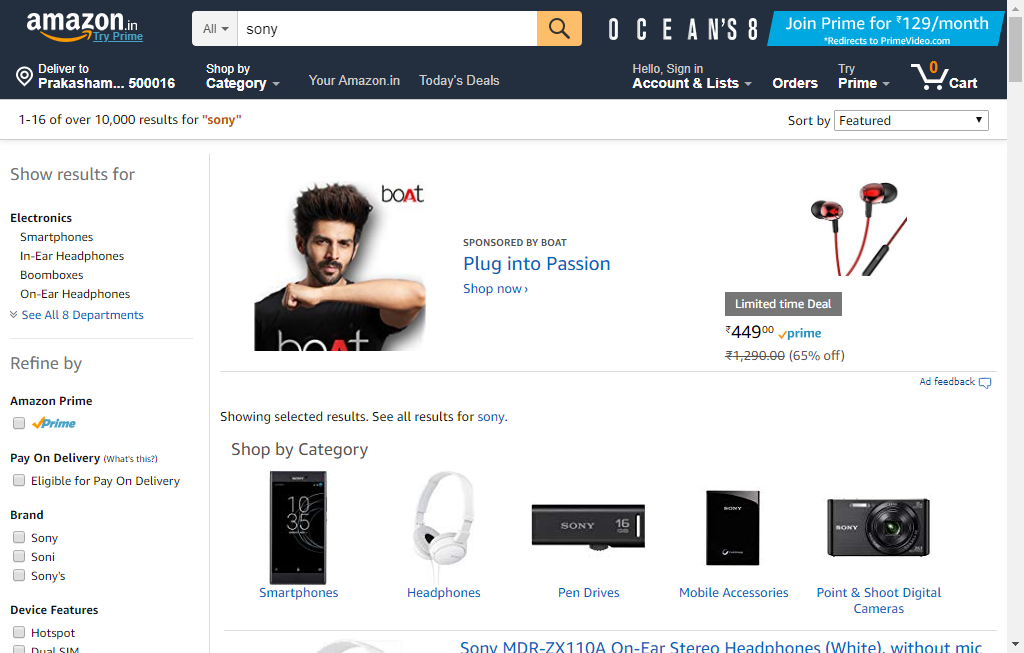 amazon.in
Try Prime
All
sony
OCEAN'S 8
Join Prime for ₹129/month
*Redirects to PrimeVideo.com
Deliver to
Prakasham... 500016
Shop by
Category
Your Amazon.in
Today's Deals
Hello, Sign in
Account & Lists
Orders
Try
Prime
0
Cart
1-16 of over 10,000 results for "sony"
Sort by
Featured
Show results for
Electronics
Smartphones
In-Ear Headphones
Boomboxes
On-Ear Headphones
See All 8 Departments
Refine by
Amazon Prime
Prime
Pay On Delivery (What's this?)
Eligible for Pay On Delivery
Brand
Sony
Soni
Sony's
Device Features
Hotspot
Dual SIM
boAt
boAt
SPONSORED BY BOAT
Plug into Passion
Shop now ›
Limited time Deal
₹44900 prime
₹1,290.00 (65% off)
Ad feedback
Showing selected results. See all results for sony.
Shop by Category
SONY
10
35
SONY
16
GB
SONY
SONY
Smartphones
Headphones
Pen Drives
Mobile Accessories
Point & Shoot Digital
Cameras
Sony MDR-ZX110A On-Ear Stereo Headphones (White), without mic